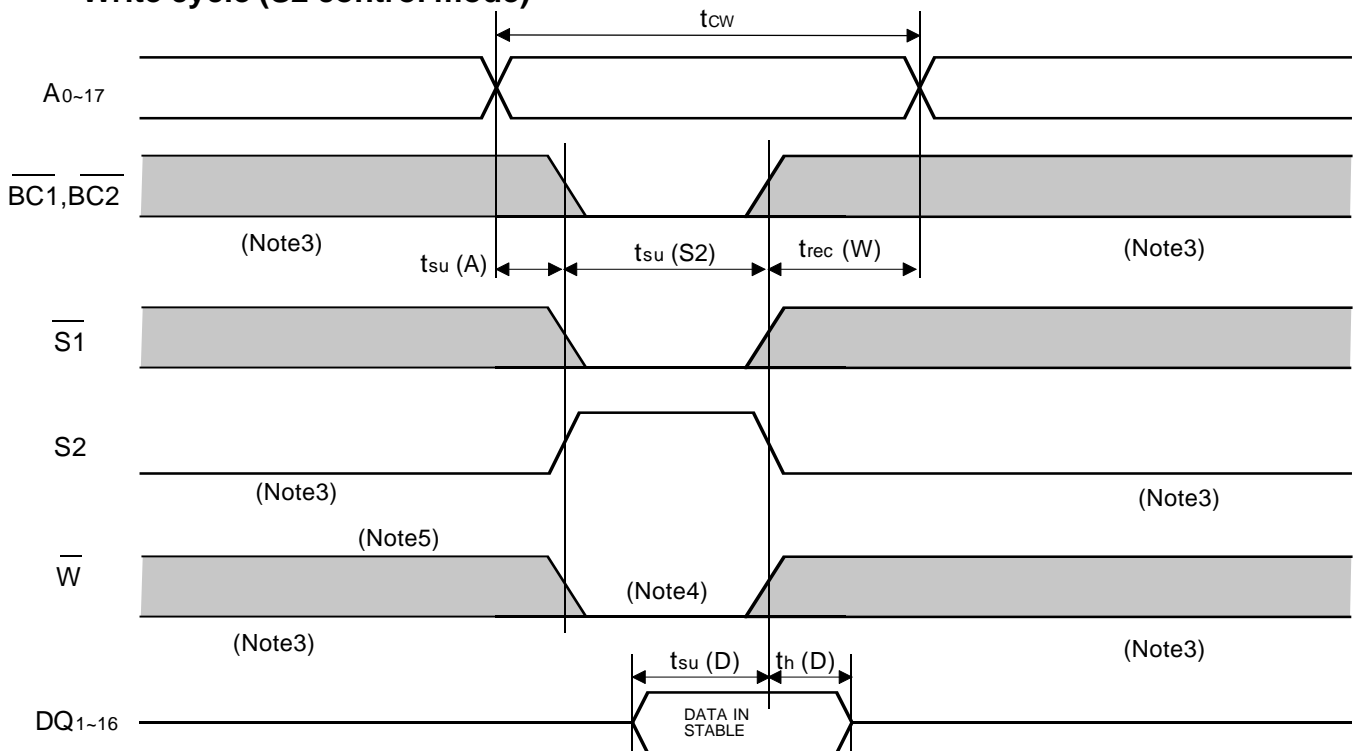 Write cycle (S2 control mode)
tCW
A0~17
BC1,BC2
(Note3)
tsu (A)
tsu (S2)
trec (W)
(Note3)
S1
S2
(Note3)
(Note3)
(Note5)
W
(Note4)
(Note3)
(Note3)
tsu (D)
th (D)
DQ1~16
DATA IN
STABLE